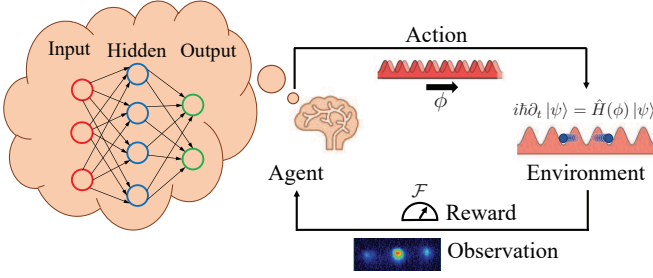 Input
Hidden
Output
Action
ϕ
iℏ∂ₜ |ψ⟩ = Ĥ(ϕ) |ψ⟩
Agent
Environment
ℱ
Reward
Observation